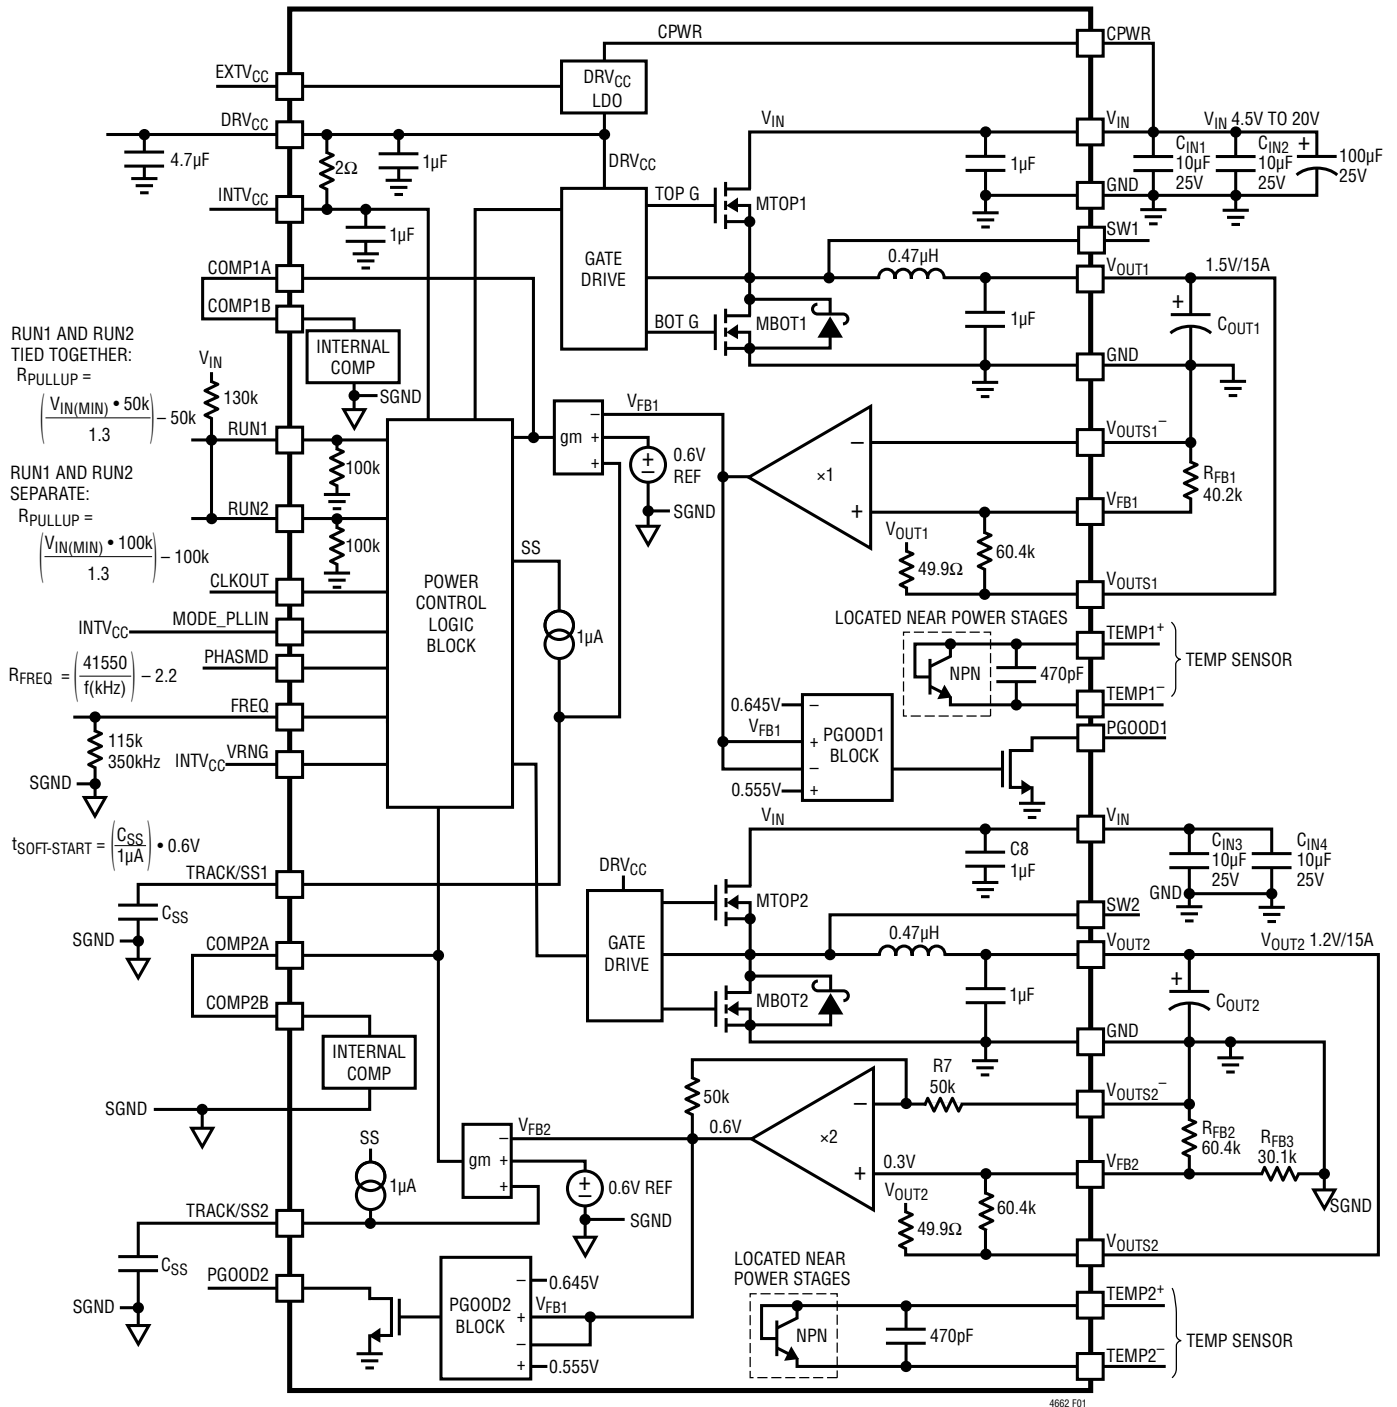 CPWR
CPWR
EXTVCC
DRVCC
LDO
DRVCC
4.7µF
2Ω
1µF
DRVCC
VIN
VIN
VIN 4.5V TO 20V
1µF
CIN1
10µF
25V
CIN2
10µF
25V
+
100µF
25V
GND
INTVCC
1µF
TOP G
MTOP1
SW1
GATE
DRIVE
0.47µH
VOUT1
1.5V/15A
COMP1A
COMP1B
BOT G
MBOT1
1µF
+
COUT1
GND
INTERNAL
COMP
SGND
RUN1 AND RUN2
TIED TOGETHER:
RPULLUP =
(VIN(MIN) • 50k
1.3) – 50k
VIN
130k
RUN1
100k
RUN1 AND RUN2
SEPARATE:
RPULLUP =
(VIN(MIN) • 100k
1.3) – 100k
RUN2
100k
gm
–
+
+
VFB1
+
–
0.6V
REF
SGND
–
×1
+
VOUTS1–
RFB1
40.2k
VFB1
VOUT1
49.9Ω
60.4k
VOUTS1
SS
1µA
POWER
CONTROL
LOGIC
BLOCK
CLKOUT
INTVCC
MODE_PLLIN
PHASMD
RFREQ = (41550
f(kHz)) – 2.2
FREQ
115k
350kHz
SGND
INTVCC
VRNG
LOCATED NEAR POWER STAGES
NPN
470pF
TEMP1+
TEMP1–
TEMP SENSOR
0.645V
–
VFB1
+
–
0.555V
+
PGOOD1
BLOCK
PGOOD1
tSOFT-START = (CSS
1µA) • 0.6V
TRACK/SS1
CSS
SGND
VIN
VIN
C8
1µF
CIN3
10µF
25V
CIN4
10µF
25V
GND
DRVCC
MTOP2
SW2
GATE
DRIVE
0.47µH
VOUT2
VOUT2 1.2V/15A
MBOT2
1µF
+
COUT2
GND
COMP2A
COMP2B
INTERNAL
COMP
SGND
50k
R7
50k
VOUTS2–
–
×2
+
0.6V
0.3V
RFB2
60.4k
RFB3
30.1k
VFB2
SGND
VOUT2
49.9Ω
60.4k
VOUTS2
SS
1µA
gm
–
+
+
VFB2
+
–
0.6V REF
SGND
TRACK/SS2
CSS
SGND
PGOOD2
PGOOD2
BLOCK
–
0.645V
+
VFB1
–
+
0.555V
LOCATED NEAR
POWER STAGES
NPN
470pF
TEMP2+
TEMP2–
TEMP SENSOR
4662 F01